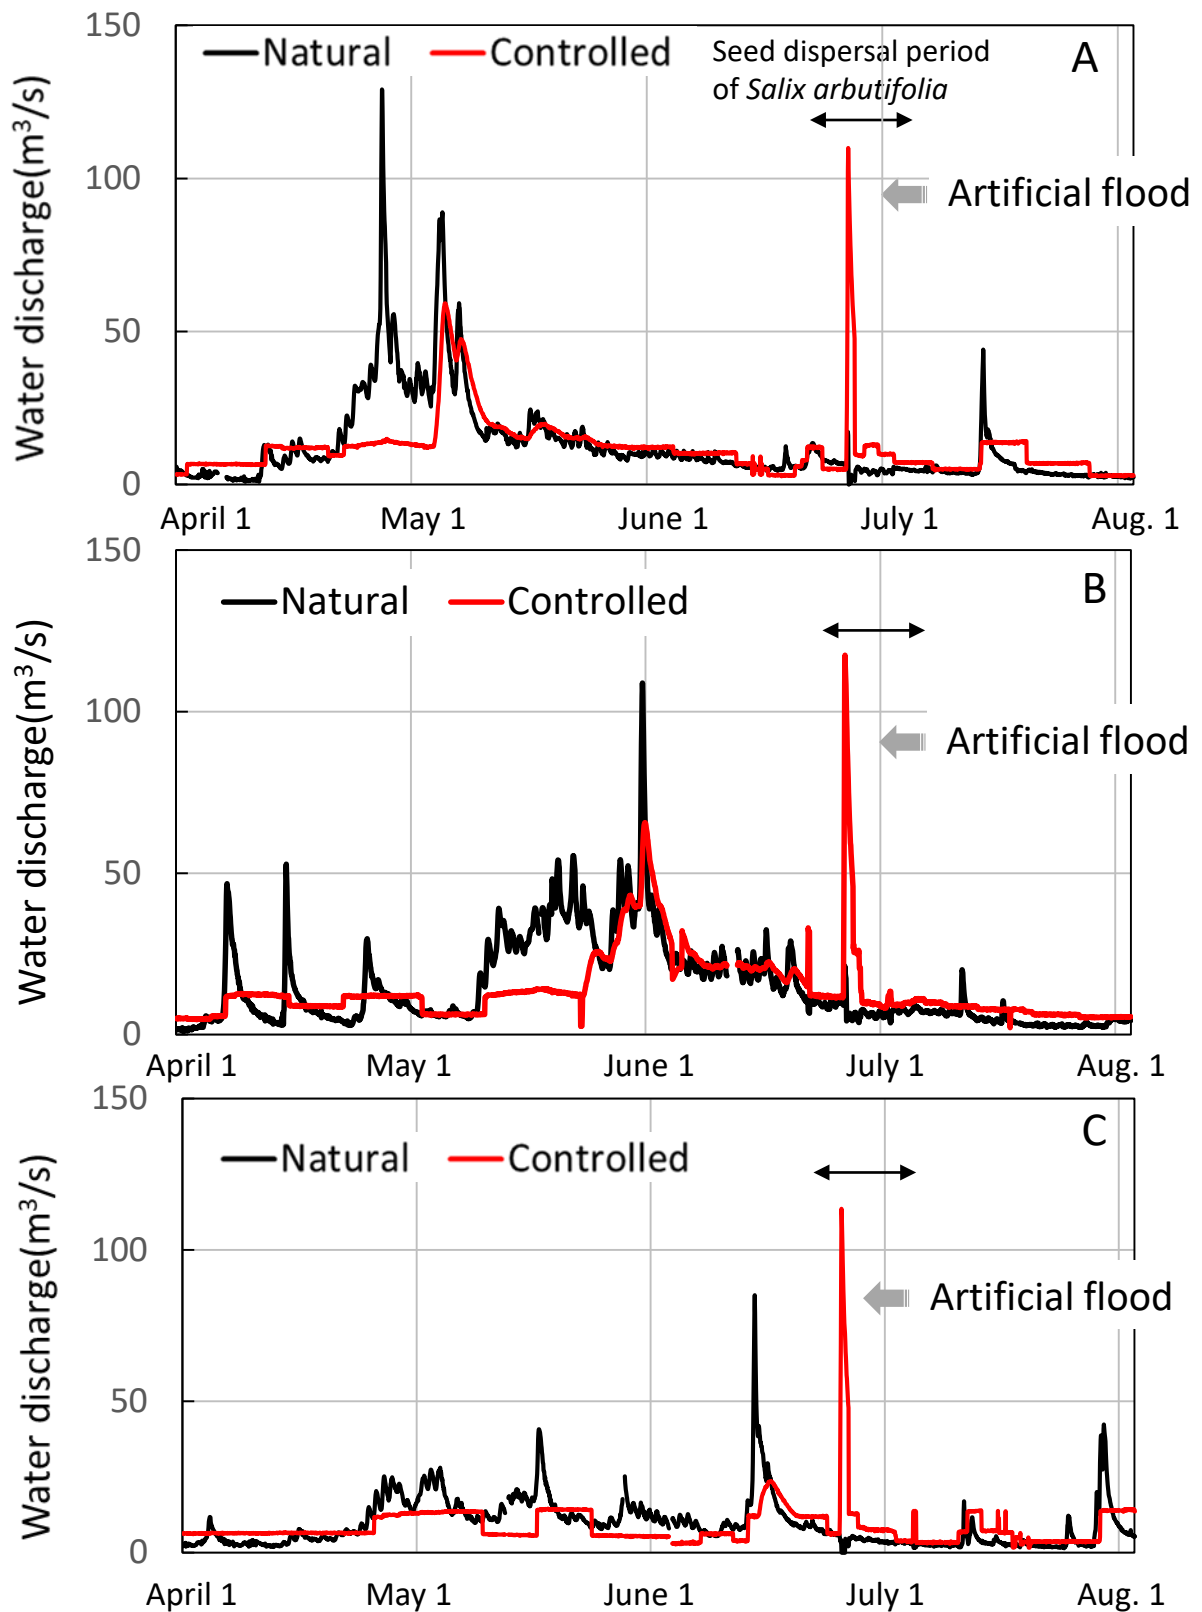 150
Natural
Controlled
Seed dispersal period
of Salix arbutifolia
A
Water discharge(m³/s)
100
Artificial flood
50
0
April 1
May 1
June 1
July 1
Aug. 1
150
Natural
Controlled
B
Water discharge(m³/s)
100
Artificial flood
50
0
April 1
May 1
June 1
July 1
Aug. 1
150
Natural
Controlled
C
Water discharge(m³/s)
100
Artificial flood
50
0
April 1
May 1
June 1
July 1
Aug. 1